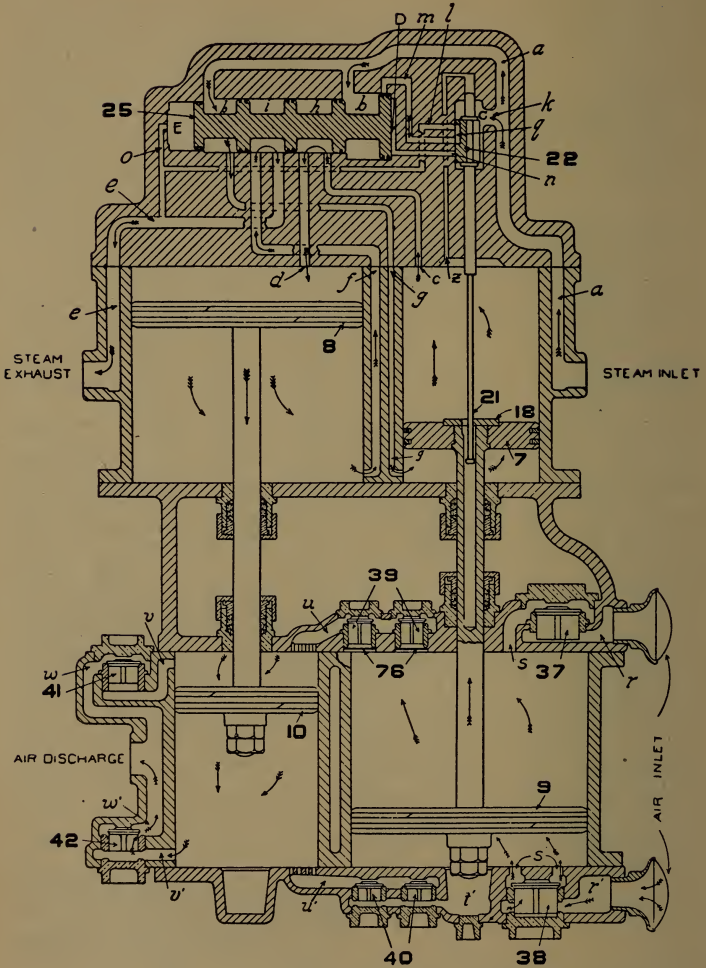 D m l
a
k
c
25
b i h b
q
E
22
o
n
e
d f g c 2 a
e
8
STEAM
EXHAUST
STEAM INLET
21 18
7
g
39
u
v
w
41
76
s 37 r
10
AIR DISCHARGE
AIR INLET
9
w'
42
v'
s
u'
t'
r'
40 38